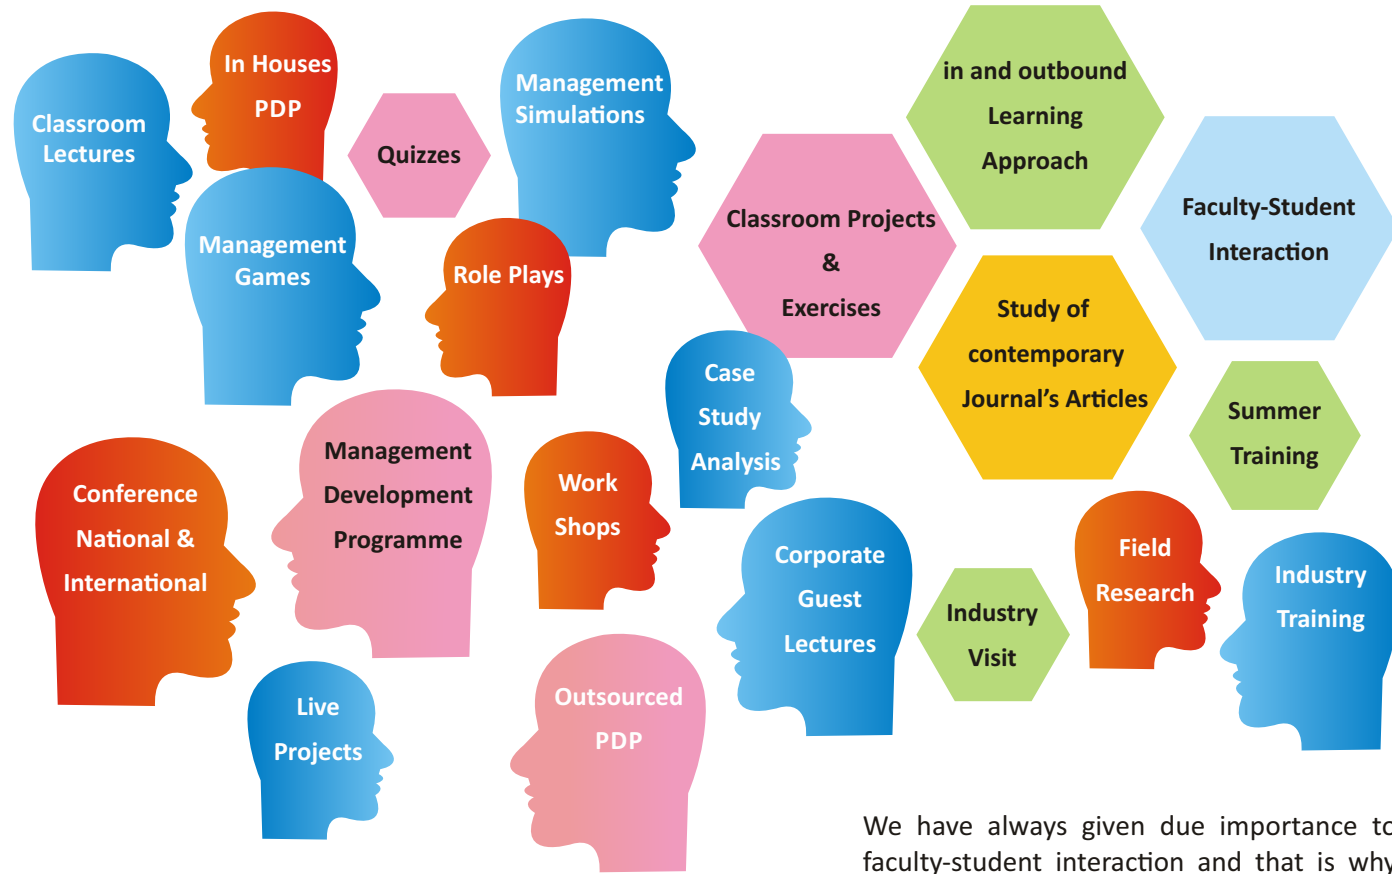 In Houses
PDP
Classroom
Lectures
Quizzes
Management
Simulations
Management
Games
Role Plays
in and outbound
Learning
Approach
Classroom Projects
&
Exercises
Faculty-Student
Interaction
Study of
contemporary
Journal's Articles
Case
Study
Analysis
Summer
Training
Conference
National &
International
Management
Development
Programme
Work
Shops
Corporate
Guest
Lectures
Industry
Visit
Field
Research
Industry
Training
Live
Projects
Outsourced
PDP
We have always given due importance to
faculty-student interaction and that is why